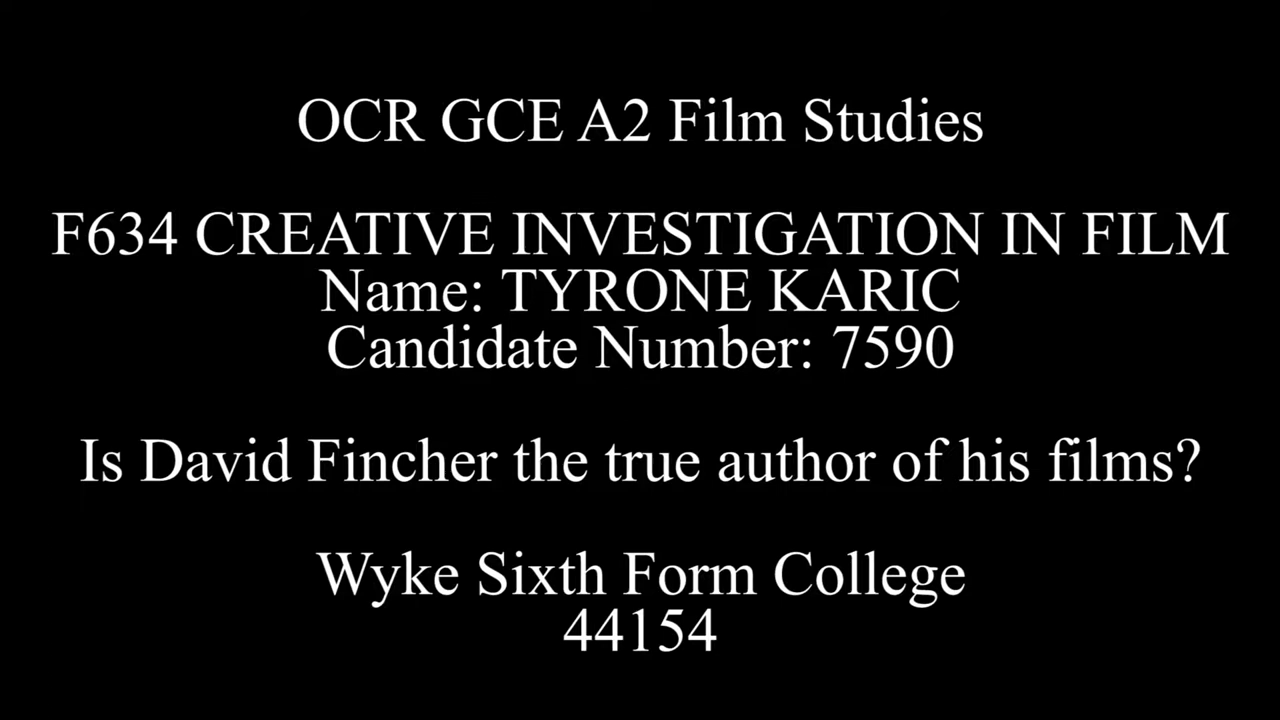 OCR GCE A2 Film Studies
F634 CREATIVE INVESTIGATION IN FILM
Name: TYRONE KARIC
Candidate Number: 7590
Is David Fincher the true author of his films?
Wyke Sixth Form College
44154